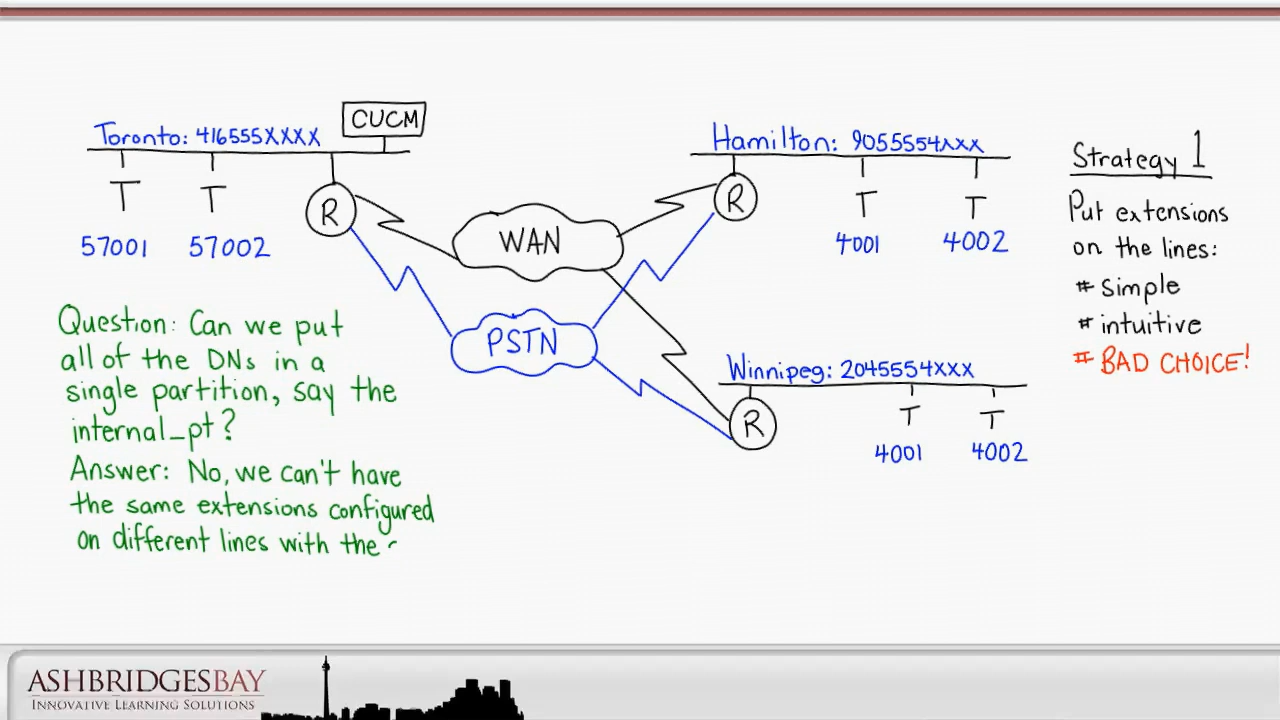 Toronto: 416555XXXX
CUCM
T
T
R
57001
57002
WAN
PSTN
Hamilton: 9055554XXX
R
T
T
4001
4002
Winnipeg: 2045554XXX
R
T
T
4001
4002
Strategy 1
Put extensions
on the lines:
# simple
# intuitive
# BAD CHOICE!
Question: Can we put
all of the DNs in a
single partition, say the
internal_pt?
Answer: No, we can't have
the same extensions configured
on different lines with the
ASHBRIDGESBAY
INNOVATIVE LEARNING SOLUTIONS